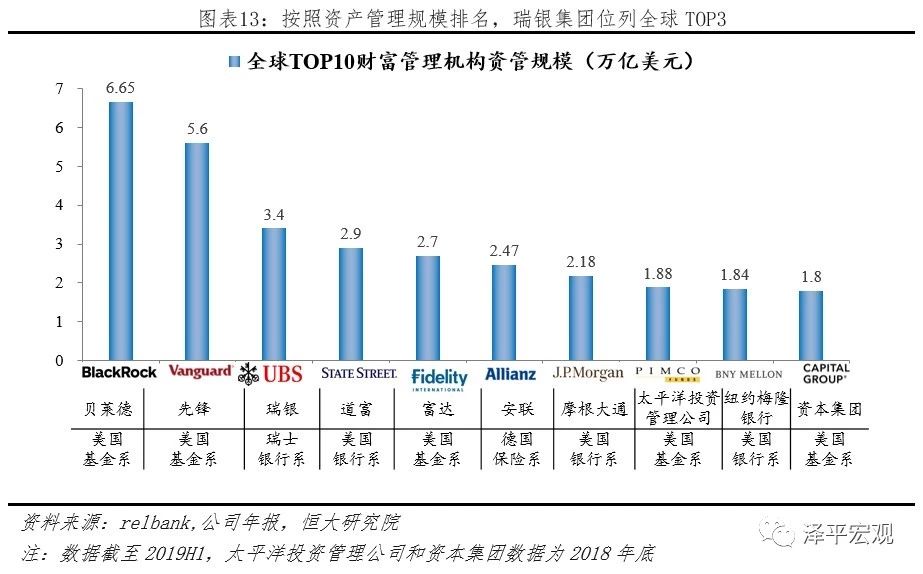 图表13：按照资产管理规模排名，瑞银集团位列全球TOP3
全球TOP10财富管理机构资管规模（万亿美元）
7
6
5
4
3
2
1
0
6.65
5.6
3.4
2.9
2.7
2.47
2.18
1.88
1.84
1.8
BlackRock
Vanguard
UBS
STATE STREET
Fidelity
INTERNATIONAL
Allianz
J.P.Morgan
PIMCO
FUNDS
BNY MELLON
CAPITAL
GROUP
贝莱德 先锋 瑞银 道富 富达 安联 摩根大通 太平洋投资管理公司 纽约梅隆银行 资本集团
美国 美国 瑞士 美国 美国 德国 美国 美国 美国 美国
基金系 基金系 银行系 银行系 基金系 保险系 银行系 基金系 银行系 基金系
资料来源：relbank,公司年报，恒大研究院
注：数据截至2019H1，太平洋投资管理公司和资本集团数据为2018年底
泽平宏观